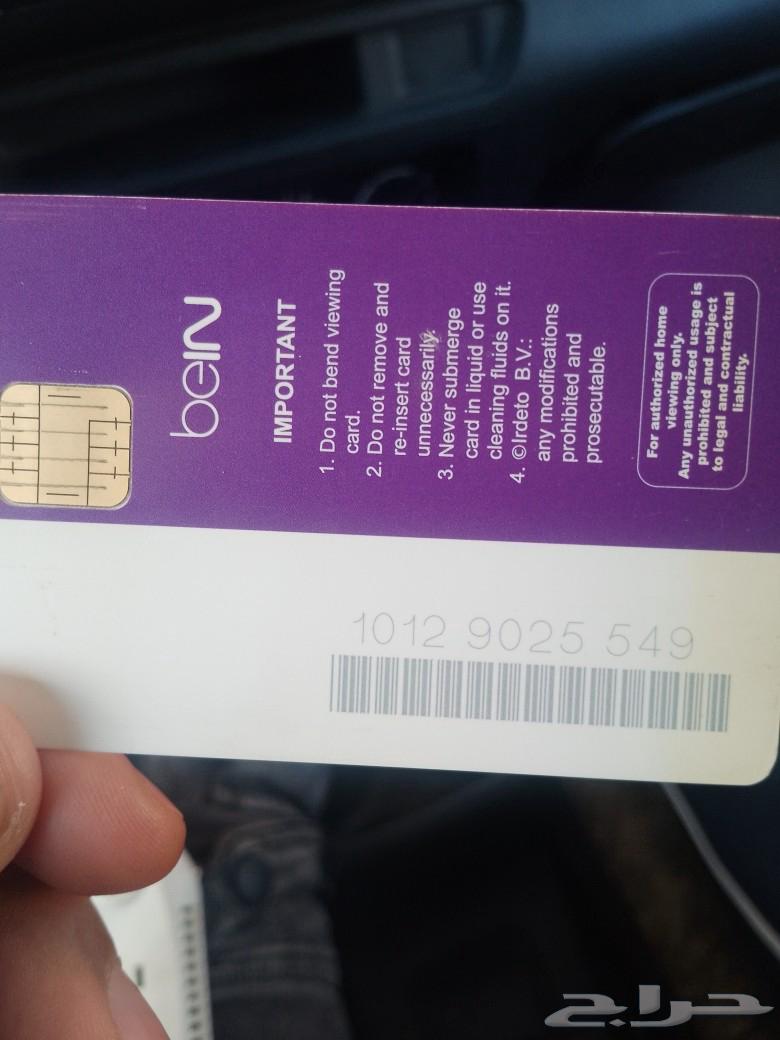 beIN
IMPORTANT
1. Do not bend viewing
card.
2. Do not remove and
re-insert card
unnecessarily.
3. Never submerge
card in liquid or use
cleaning fluids on it.
4. ©Irdeto B.V.:
any modifications
prohibited and
prosecutable.
For authorized home
viewing only.
Any unauthorized usage is
prohibited and subject
to legal and contractual
liability.
1012 9025 549
حراج